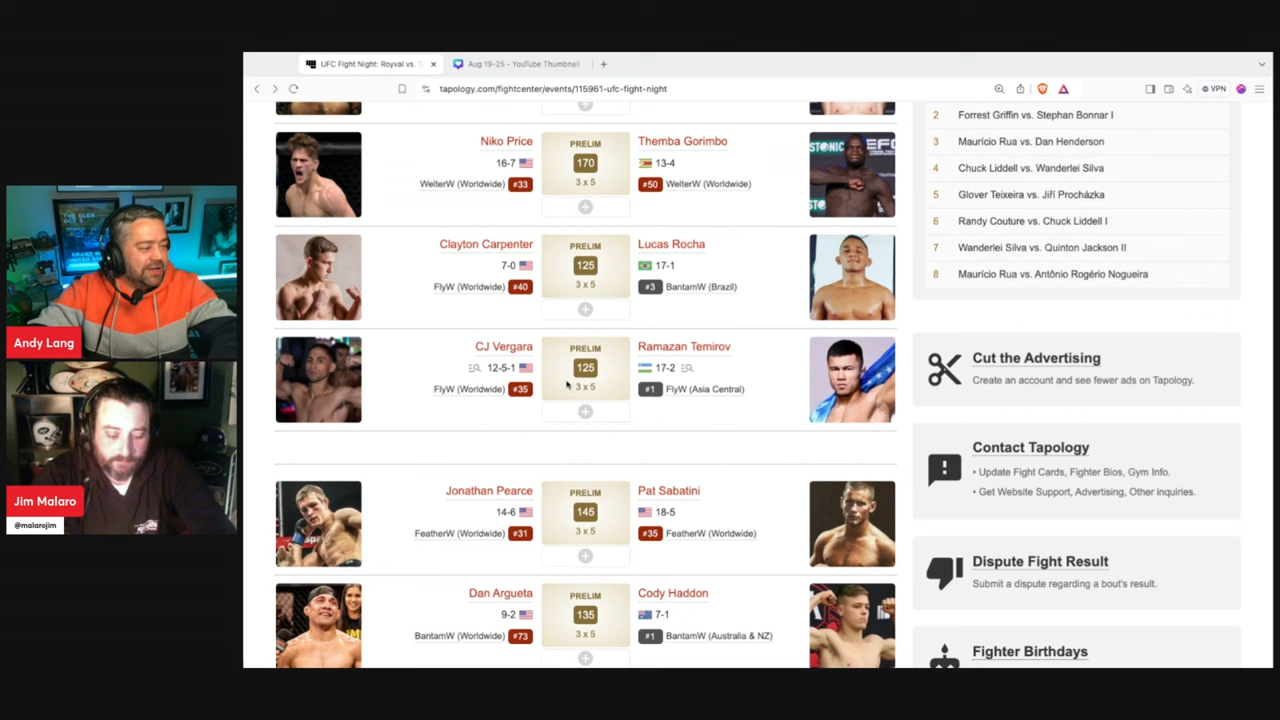 UFC Fight Night: Royval vs. T
Aug 19-25 - YouTube Thumbnail
tapology.com/fightcenter/events/115961-ufc-fight-night
VPN
Niko Price
16-7
WelterW (Worldwide) #33
PRELIM
170
3 x 5
Themba Gorimbo
13-4
#50 WelterW (Worldwide)
Clayton Carpenter
7-0
FlyW (Worldwide) #40
PRELIM
125
3 x 5
Lucas Rocha
17-1
#3 BantamW (Brazil)
CJ Vergara
12-5-1
FlyW (Worldwide) #35
PRELIM
125
3 x 5
Ramazan Temirov
17-2
#1 FlyW (Asia Central)
Jonathan Pearce
14-6
FeatherW (Worldwide) #31
PRELIM
145
3 x 5
Pat Sabatini
18-5
#35 FeatherW (Worldwide)
Dan Argueta
9-2
BantamW (Worldwide) #73
PRELIM
135
3 x 5
Cody Haddon
7-1
#1 BantamW (Australia & NZ)
2 Forrest Griffin vs. Stephan Bonnar I
3 Maurício Rua vs. Dan Henderson
4 Chuck Liddell vs. Wanderlei Silva
5 Glover Teixeira vs. Jiří Procházka
6 Randy Couture vs. Chuck Liddell I
7 Wanderlei Silva vs. Quinton Jackson II
8 Maurício Rua vs. Antônio Rogério Nogueira
Cut the Advertising
Create an account and see fewer ads on Tapology.
Contact Tapology
• Update Fight Cards, Fighter Bios, Gym Info.
• Get Website Support, Advertising, Other inquiries.
Dispute Fight Result
Submit a dispute regarding a bout's result.
Fighter Birthdays
Andy Lang
Jim Malaro
@malarojim